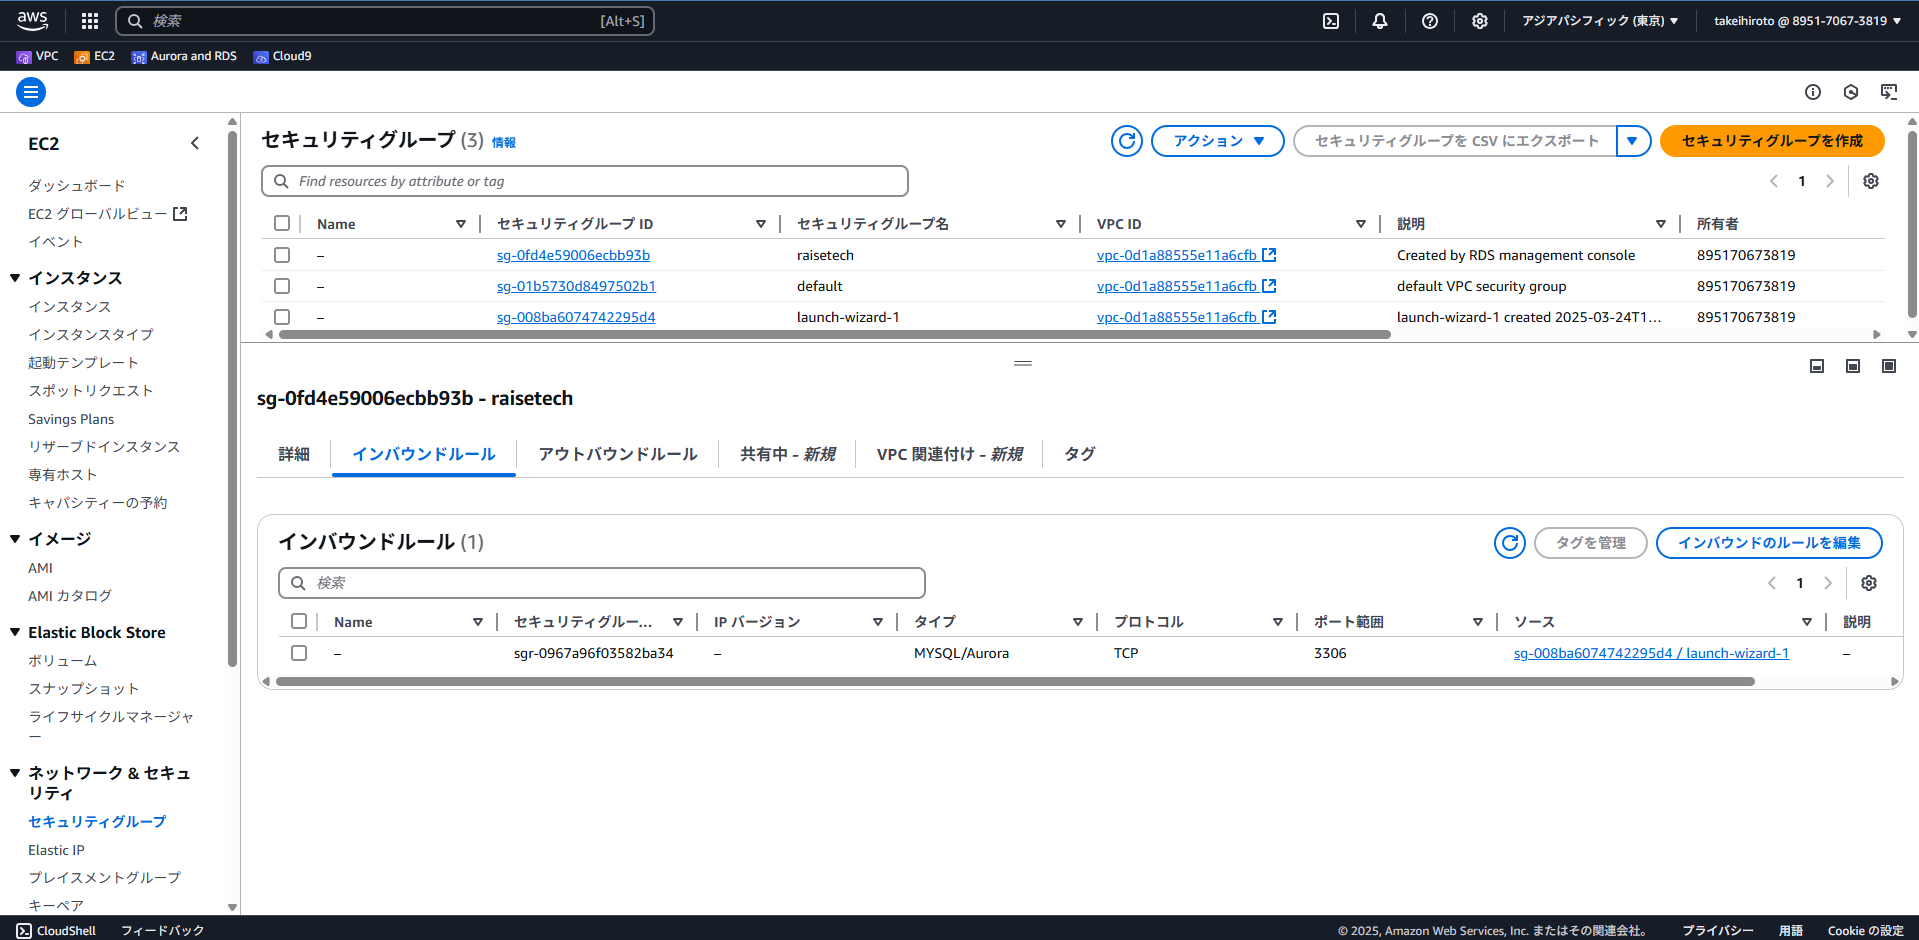 aws
検索 [Alt+S] アジアパシフィック (東京) ▼ takeihiroto @ 8951-7067-3819 ▼
VPC EC2 Aurora and RDS Cloud9
EC2
ダッシュボード
EC2 グローバルビュー
イベント
インスタンス
インスタンス
インスタンスタイプ
起動テンプレート
スポットリクエスト
Savings Plans
リザーブドインスタンス
専有ホスト
キャパシティーの予約
イメージ
AMI
AMI カタログ
Elastic Block Store
ボリューム
スナップショット
ライフサイクルマネージャ
ー
ネットワーク & セキュ
リティ
セキュリティグループ
Elastic IP
プレイスメントグループ
キーペア
セキュリティグループ (3) 情報
アクション ▼ セキュリティグループを CSV にエクスポート ▼ セキュリティグループを作成
Find resources by attribute or tag
1
Name セキュリティグループ ID セキュリティグループ名 VPC ID 説明 所有者
– sg-0fd4e59006ecbb93b raisetech vpc-0d1a88555e11a6cfb Created by RDS management console 895170673819
– sg-01b5730d8497502b1 default vpc-0d1a88555e11a6cfb default VPC security group 895170673819
– sg-008ba6074742295d4 launch-wizard-1 vpc-0d1a88555e11a6cfb launch-wizard-1 created 2025-03-24T1… 895170673819
sg-0fd4e59006ecbb93b - raisetech
詳細 インバウンドルール アウトバウンドルール 共有中 – 新規 VPC 関連付け – 新規 タグ
インバウンドルール (1)
タグを管理 インバウンドのルールを編集
検索
1
Name セキュリティグルー... IP バージョン タイプ プロトコル ポート範囲 ソース 説明
– sgr-0967a96f03582ba34 – MYSQL/Aurora TCP 3306 sg-008ba6074742295d4 / launch-wizard-1 –
CloudShell フィードバック © 2025, Amazon Web Services, Inc. またはその関連会社。 プライバシー 用語 Cookie の設定